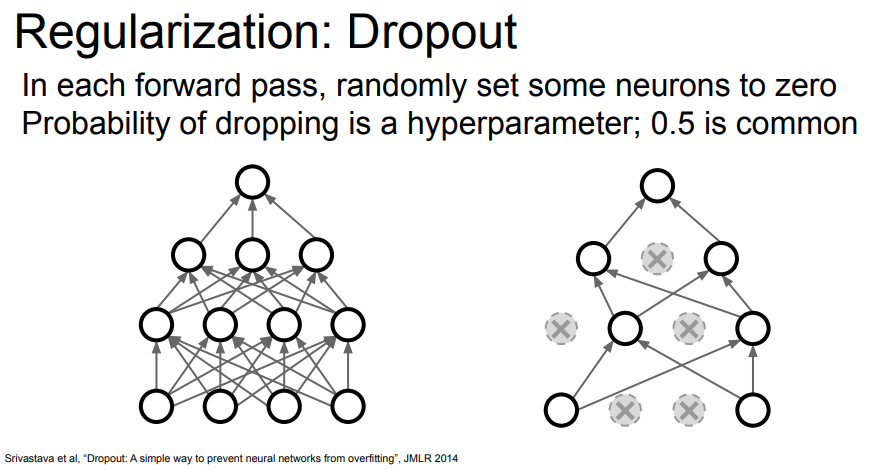 Regularization: Dropout
In each forward pass, randomly set some neurons to zero
Probability of dropping is a hyperparameter; 0.5 is common
Srivastava et al, “Dropout: A simple way to prevent neural networks from overfitting”, JMLR 2014